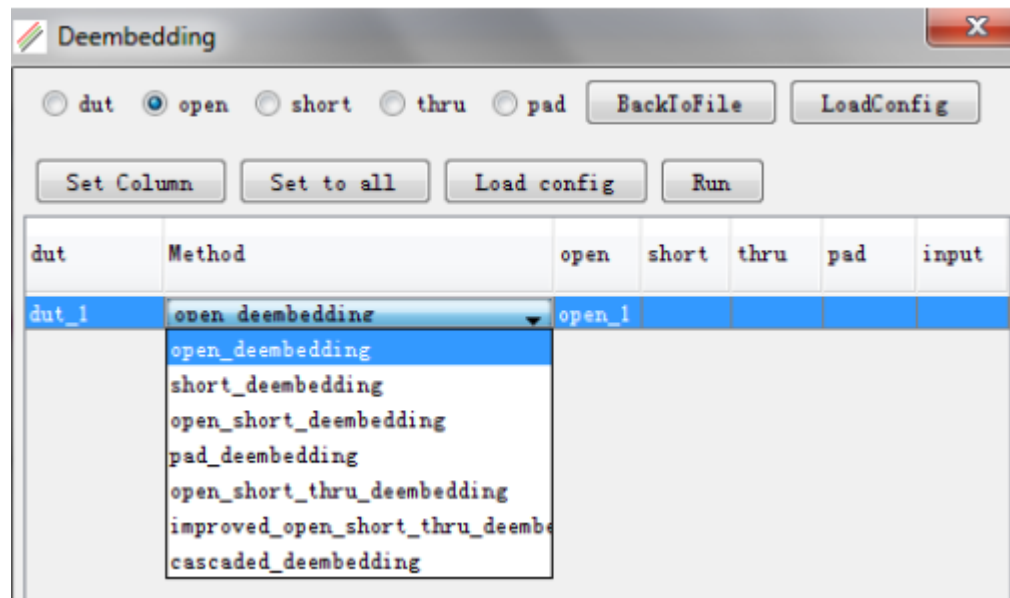 Deembedding
dut open short thru pad BackToFile LoadConfig
Set Column Set to all Load config Run
dut Method open short thru pad input
dut_1 open_deembedding open_1
open_deembedding
short_deembedding
open_short_deembedding
pad_deembedding
open_short_thru_deembedding
improved_open_short_thru_deembe
cascaded_deembedding